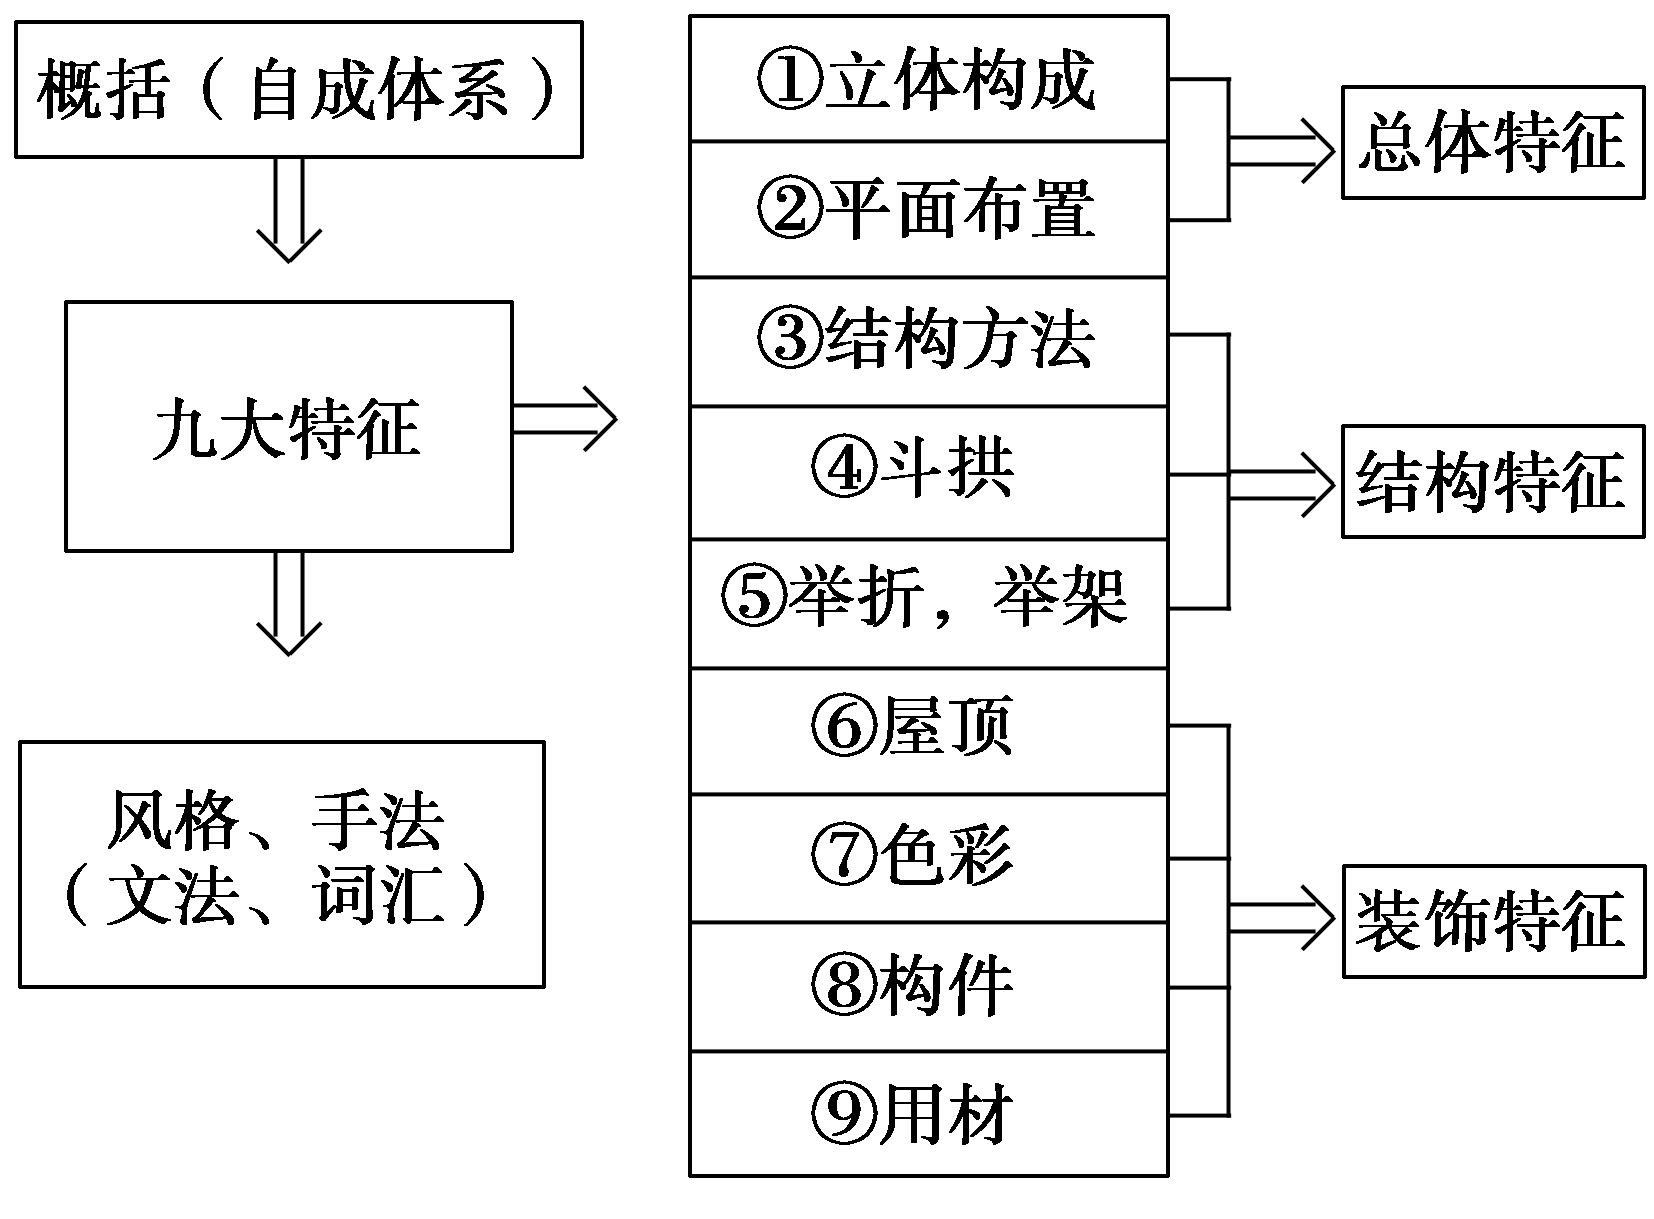 概括（自成体系）
九大特征
风格、手法
（文法、词汇）
①立体构成
②平面布置
③结构方法
④斗拱
⑤举折，举架
⑥屋顶
⑦色彩
⑧构件
⑨用材
总体特征
结构特征
装饰特征